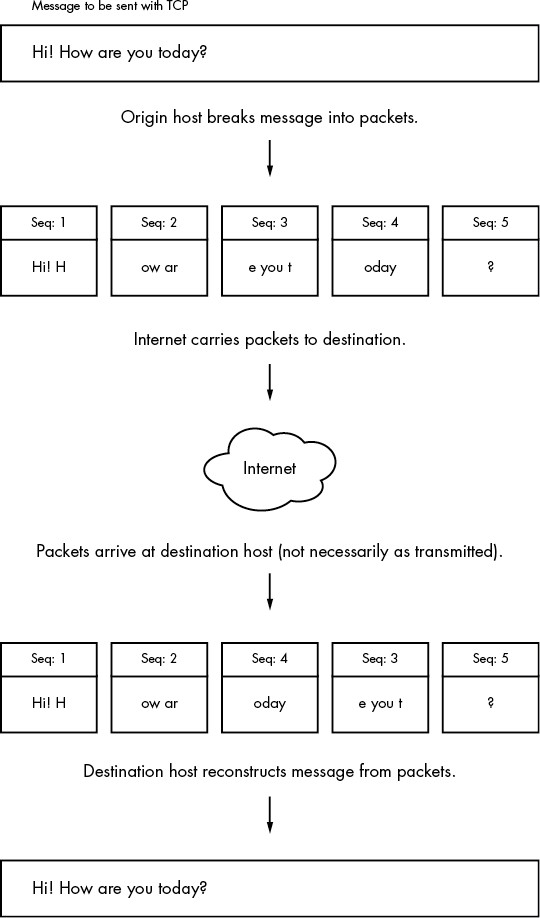 Message to be sent with TCP
Hi! How are you today?
Origin host breaks message into packets.
Seq: 1
Seq: 2
Seq: 3
Seq: 4
Seq: 5
Hi! H
ow ar
e you t
oday
?
Internet carries packets to destination.
Internet
Packets arrive at destination host (not necessarily as transmitted).
Seq: 1
Seq: 2
Seq: 4
Seq: 3
Seq: 5
Hi! H
ow ar
oday
e you t
?
Destination host reconstructs message from packets.
Hi! How are you today?